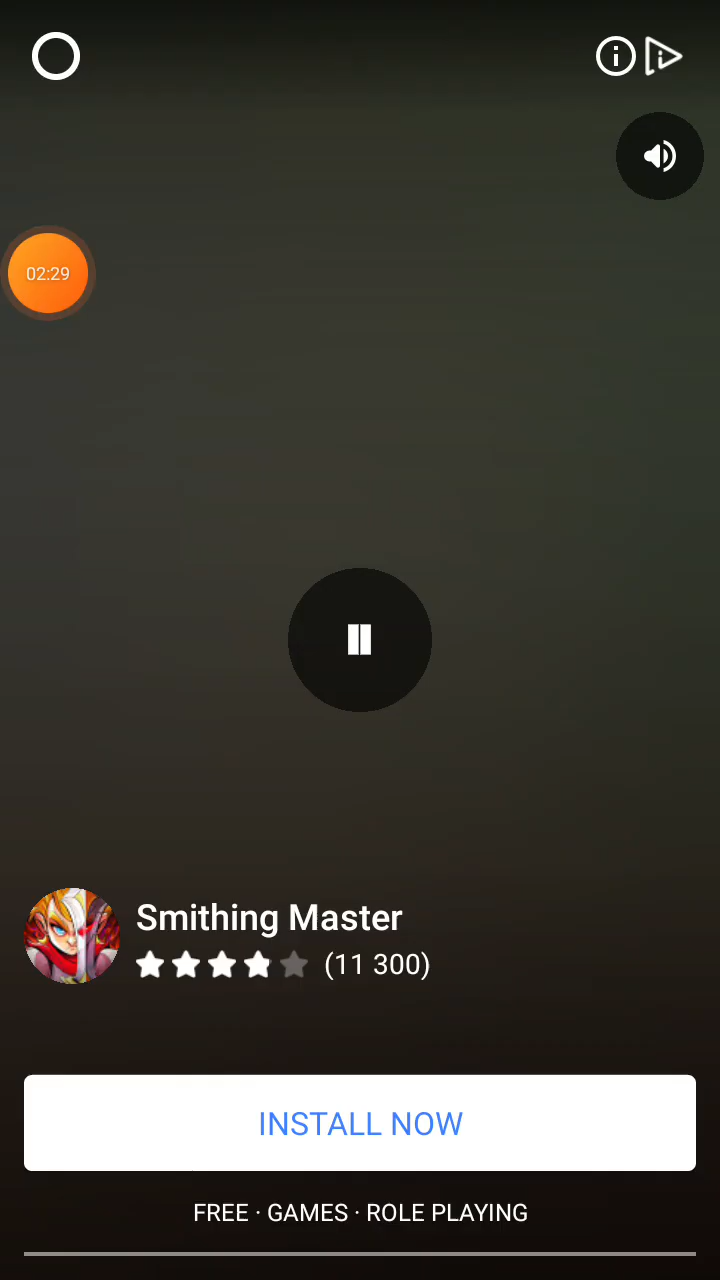 02:29
Smithing Master
(11 300)
INSTALL NOW
FREE · GAMES · ROLE PLAYING